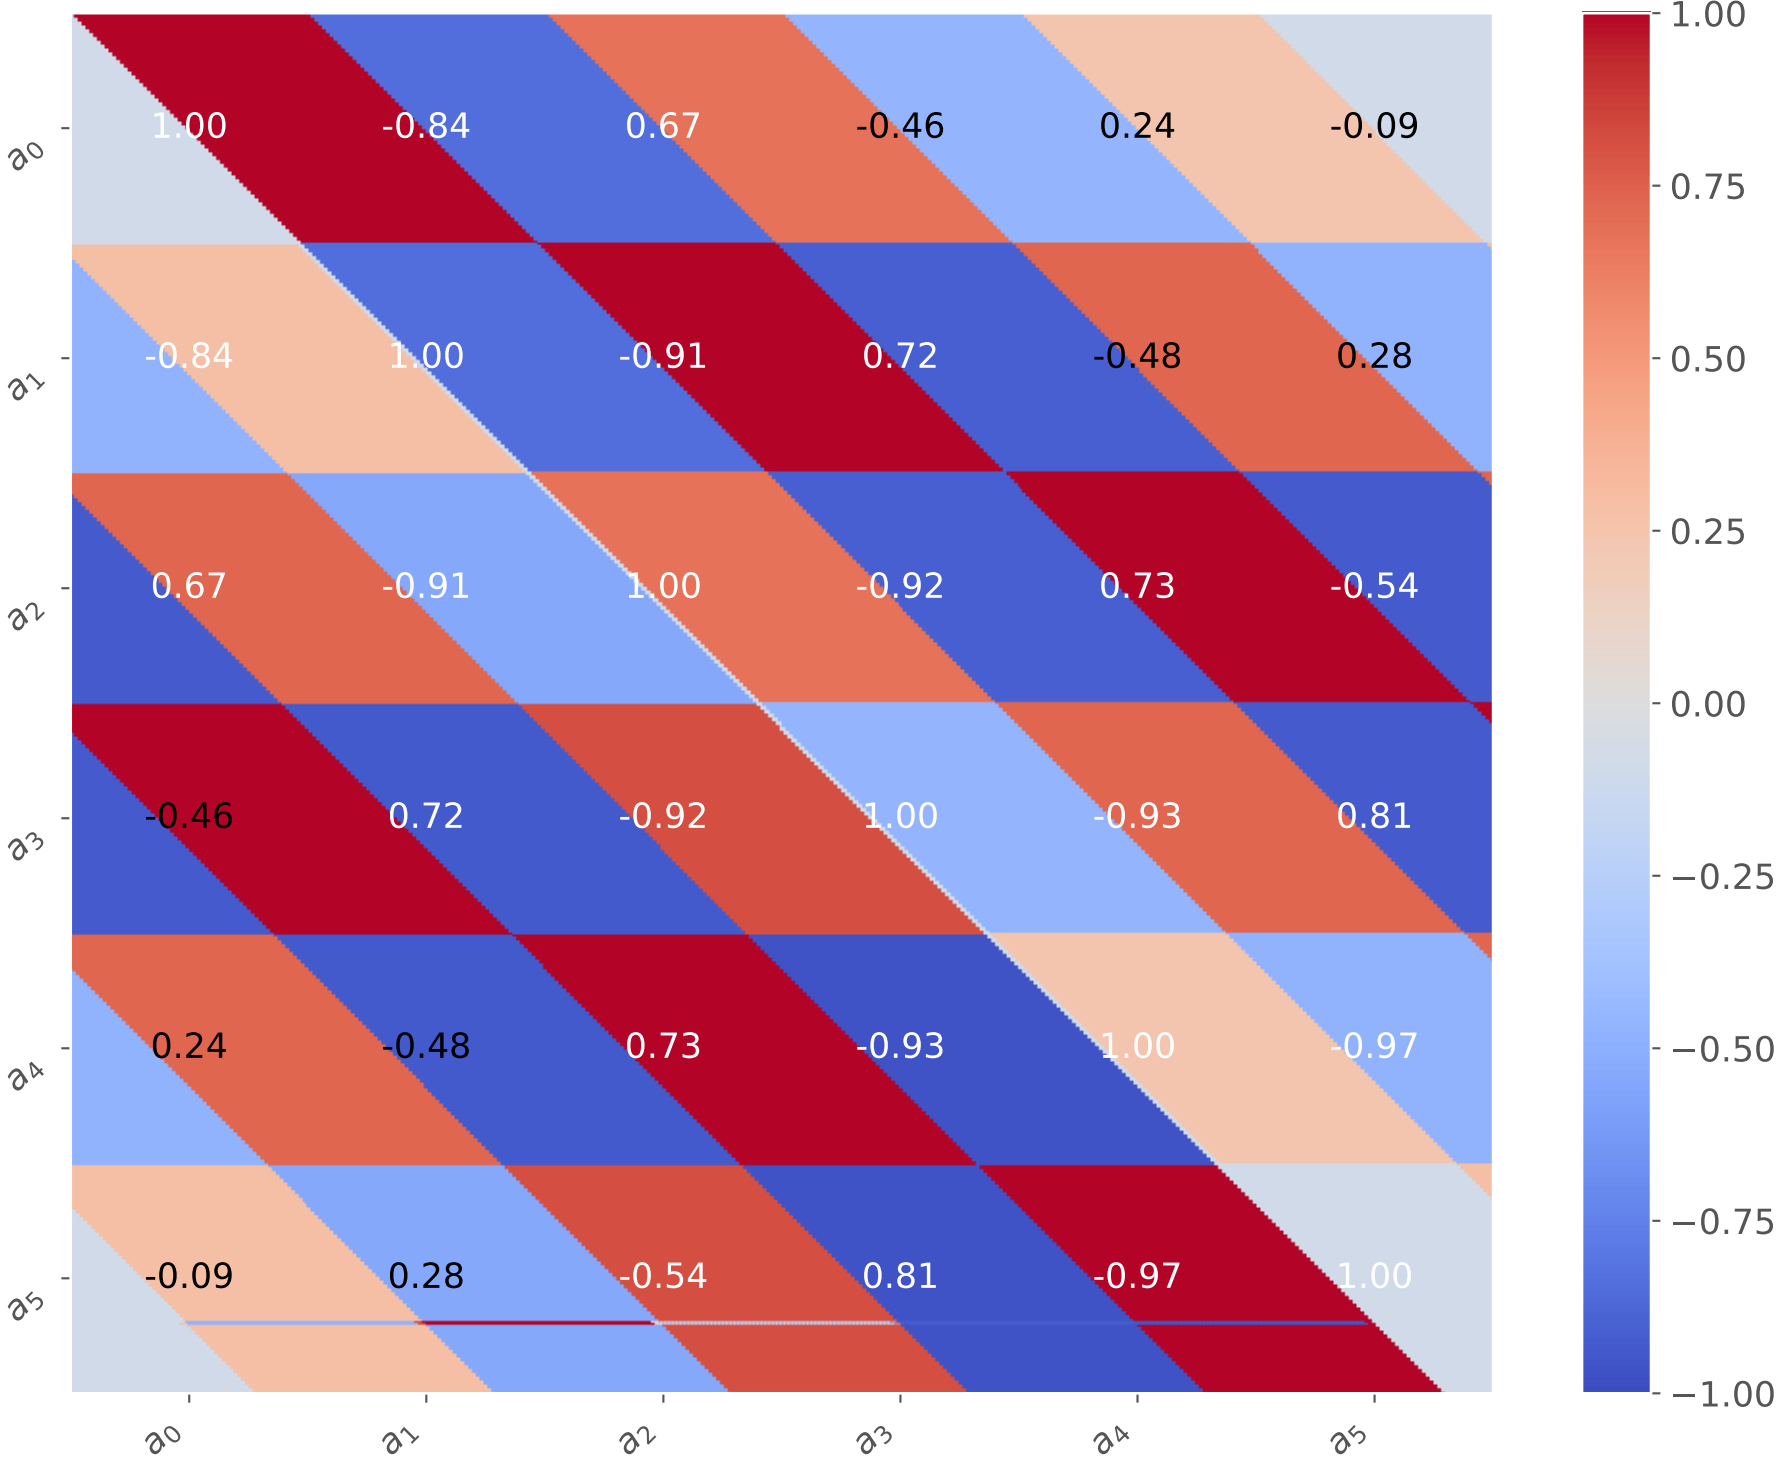 1.00
a₀ 1.00 -0.84 0.67 -0.46 0.24 -0.09
0.75
a₁ -0.84 1.00 -0.91 0.72 -0.48 0.28
0.50
0.25
a₂ 0.67 -0.91 1.00 -0.92 0.73 -0.54
0.00
a₃ -0.46 0.72 -0.92 1.00 -0.93 0.81
−0.25
a₄ 0.24 -0.48 0.73 -0.93 1.00 -0.97
−0.50
−0.75
a₅ -0.09 0.28 -0.54 0.81 -0.97 1.00
−1.00
a₀ a₁ a₂ a₃ a₄ a₅